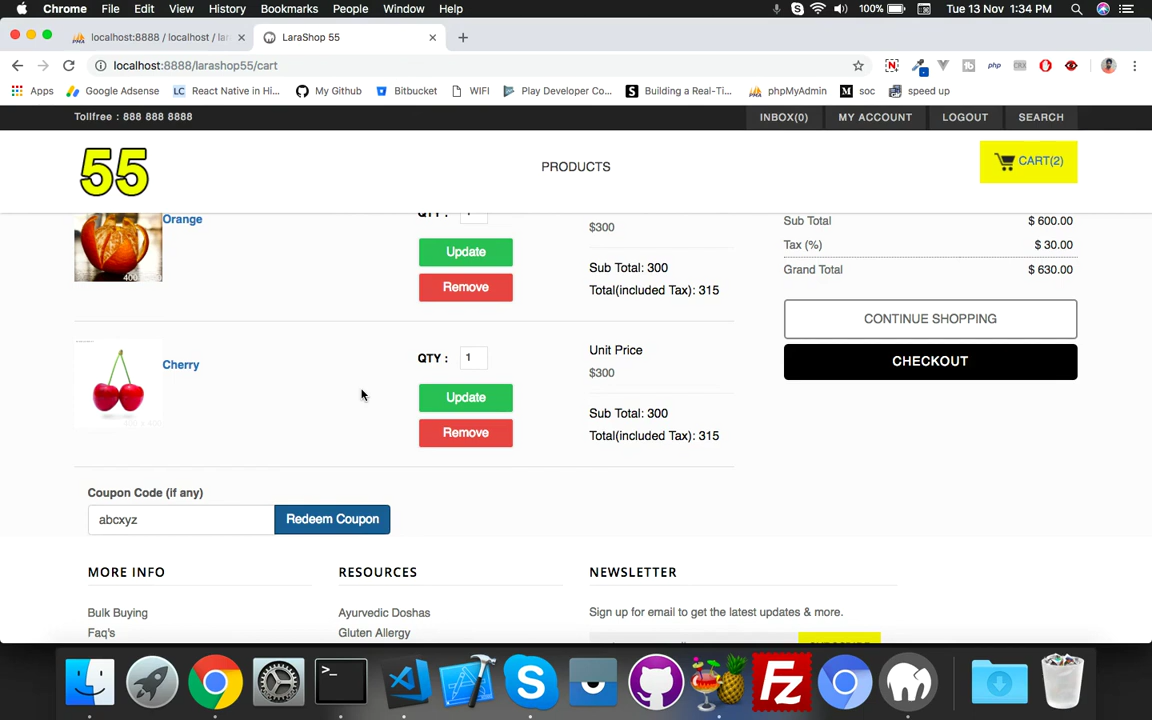 Chrome File Edit View History Bookmarks People Window Help 100% Tue 13 Nov 1:34 PM
localhost:8888 / localhost / lar
LaraShop 55
localhost:8888/larashop55/cart
Apps Google Adsense React Native in Hi... My Github Bitbucket WIFI Play Developer Co... Building a Real-Ti... phpMyAdmin soc speed up
Tollfree : 888 888 8888
INBOX(0) MY ACCOUNT LOGOUT SEARCH
55
PRODUCTS
CART(2)
Orange
QTY : 1
$300
Update
Remove
Sub Total: 300
Total(included Tax): 315
400
Sub Total $ 600.00
Tax (%) $ 30.00
Grand Total $ 630.00
CONTINUE SHOPPING
CHECKOUT
Cherry
QTY : 1
Update
Remove
Unit Price
$300
Sub Total: 300
Total(included Tax): 315
Coupon Code (if any)
abcxyz
Redeem Coupon
MORE INFO
Bulk Buying
Faq's
RESOURCES
Ayurvedic Doshas
Gluten Allergy
NEWSLETTER
Sign up for email to get the latest updates & more.